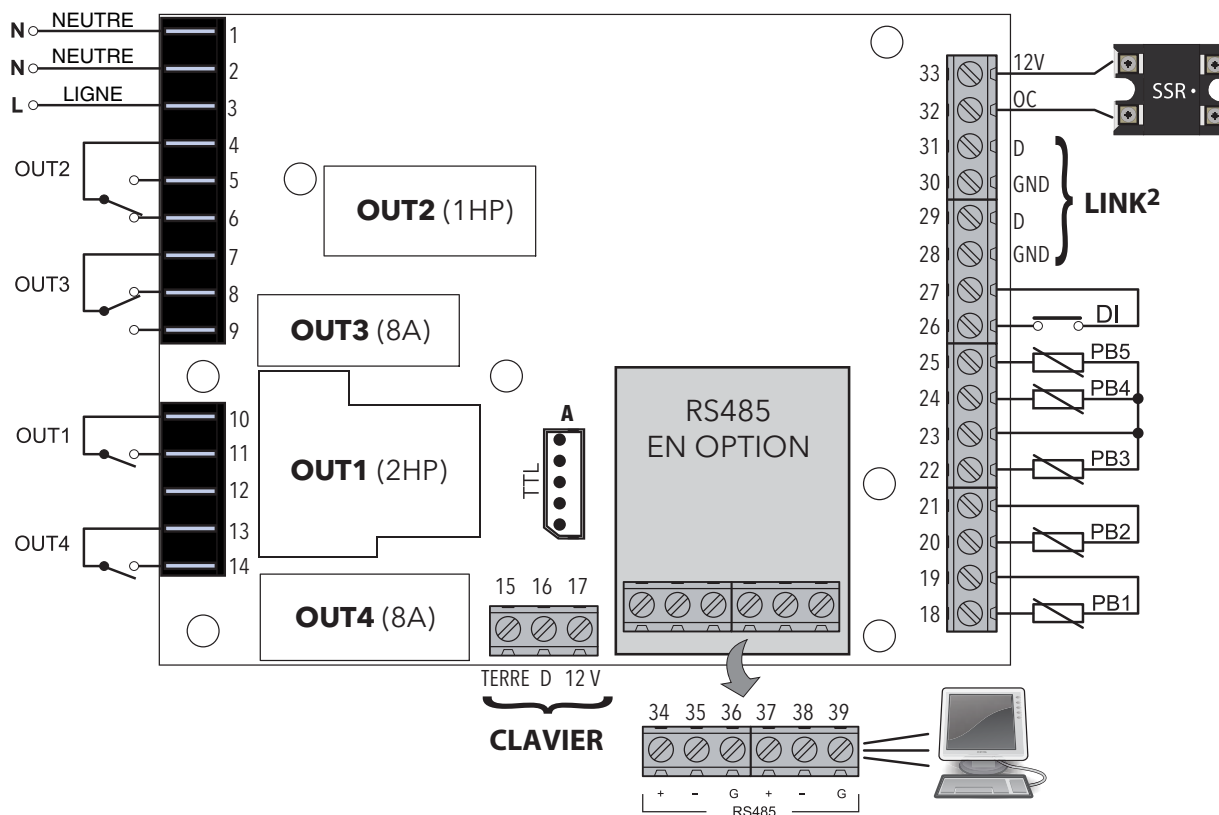 N NEUTRE 1
N NEUTRE 2
L LIGNE 3
OUT2
4
5
6
OUT3
7
8
9
OUT1
10
11
12
OUT4
13
14
OUT2 (1HP)
OUT3 (8A)
OUT1 (2HP)
OUT4 (8A)
A
TTL
RS485
EN OPTION
15 16 17
TERRE D 12 V
CLAVIER
33 12V
32 OC
SSR
31 D
30 GND
29 D
28 GND
LINK²
27
26 DI
25 PB5
24 PB4
23
22 PB3
21
20 PB2
19
18 PB1
34 35 36 37 38 39
+ - G + - G
RS485